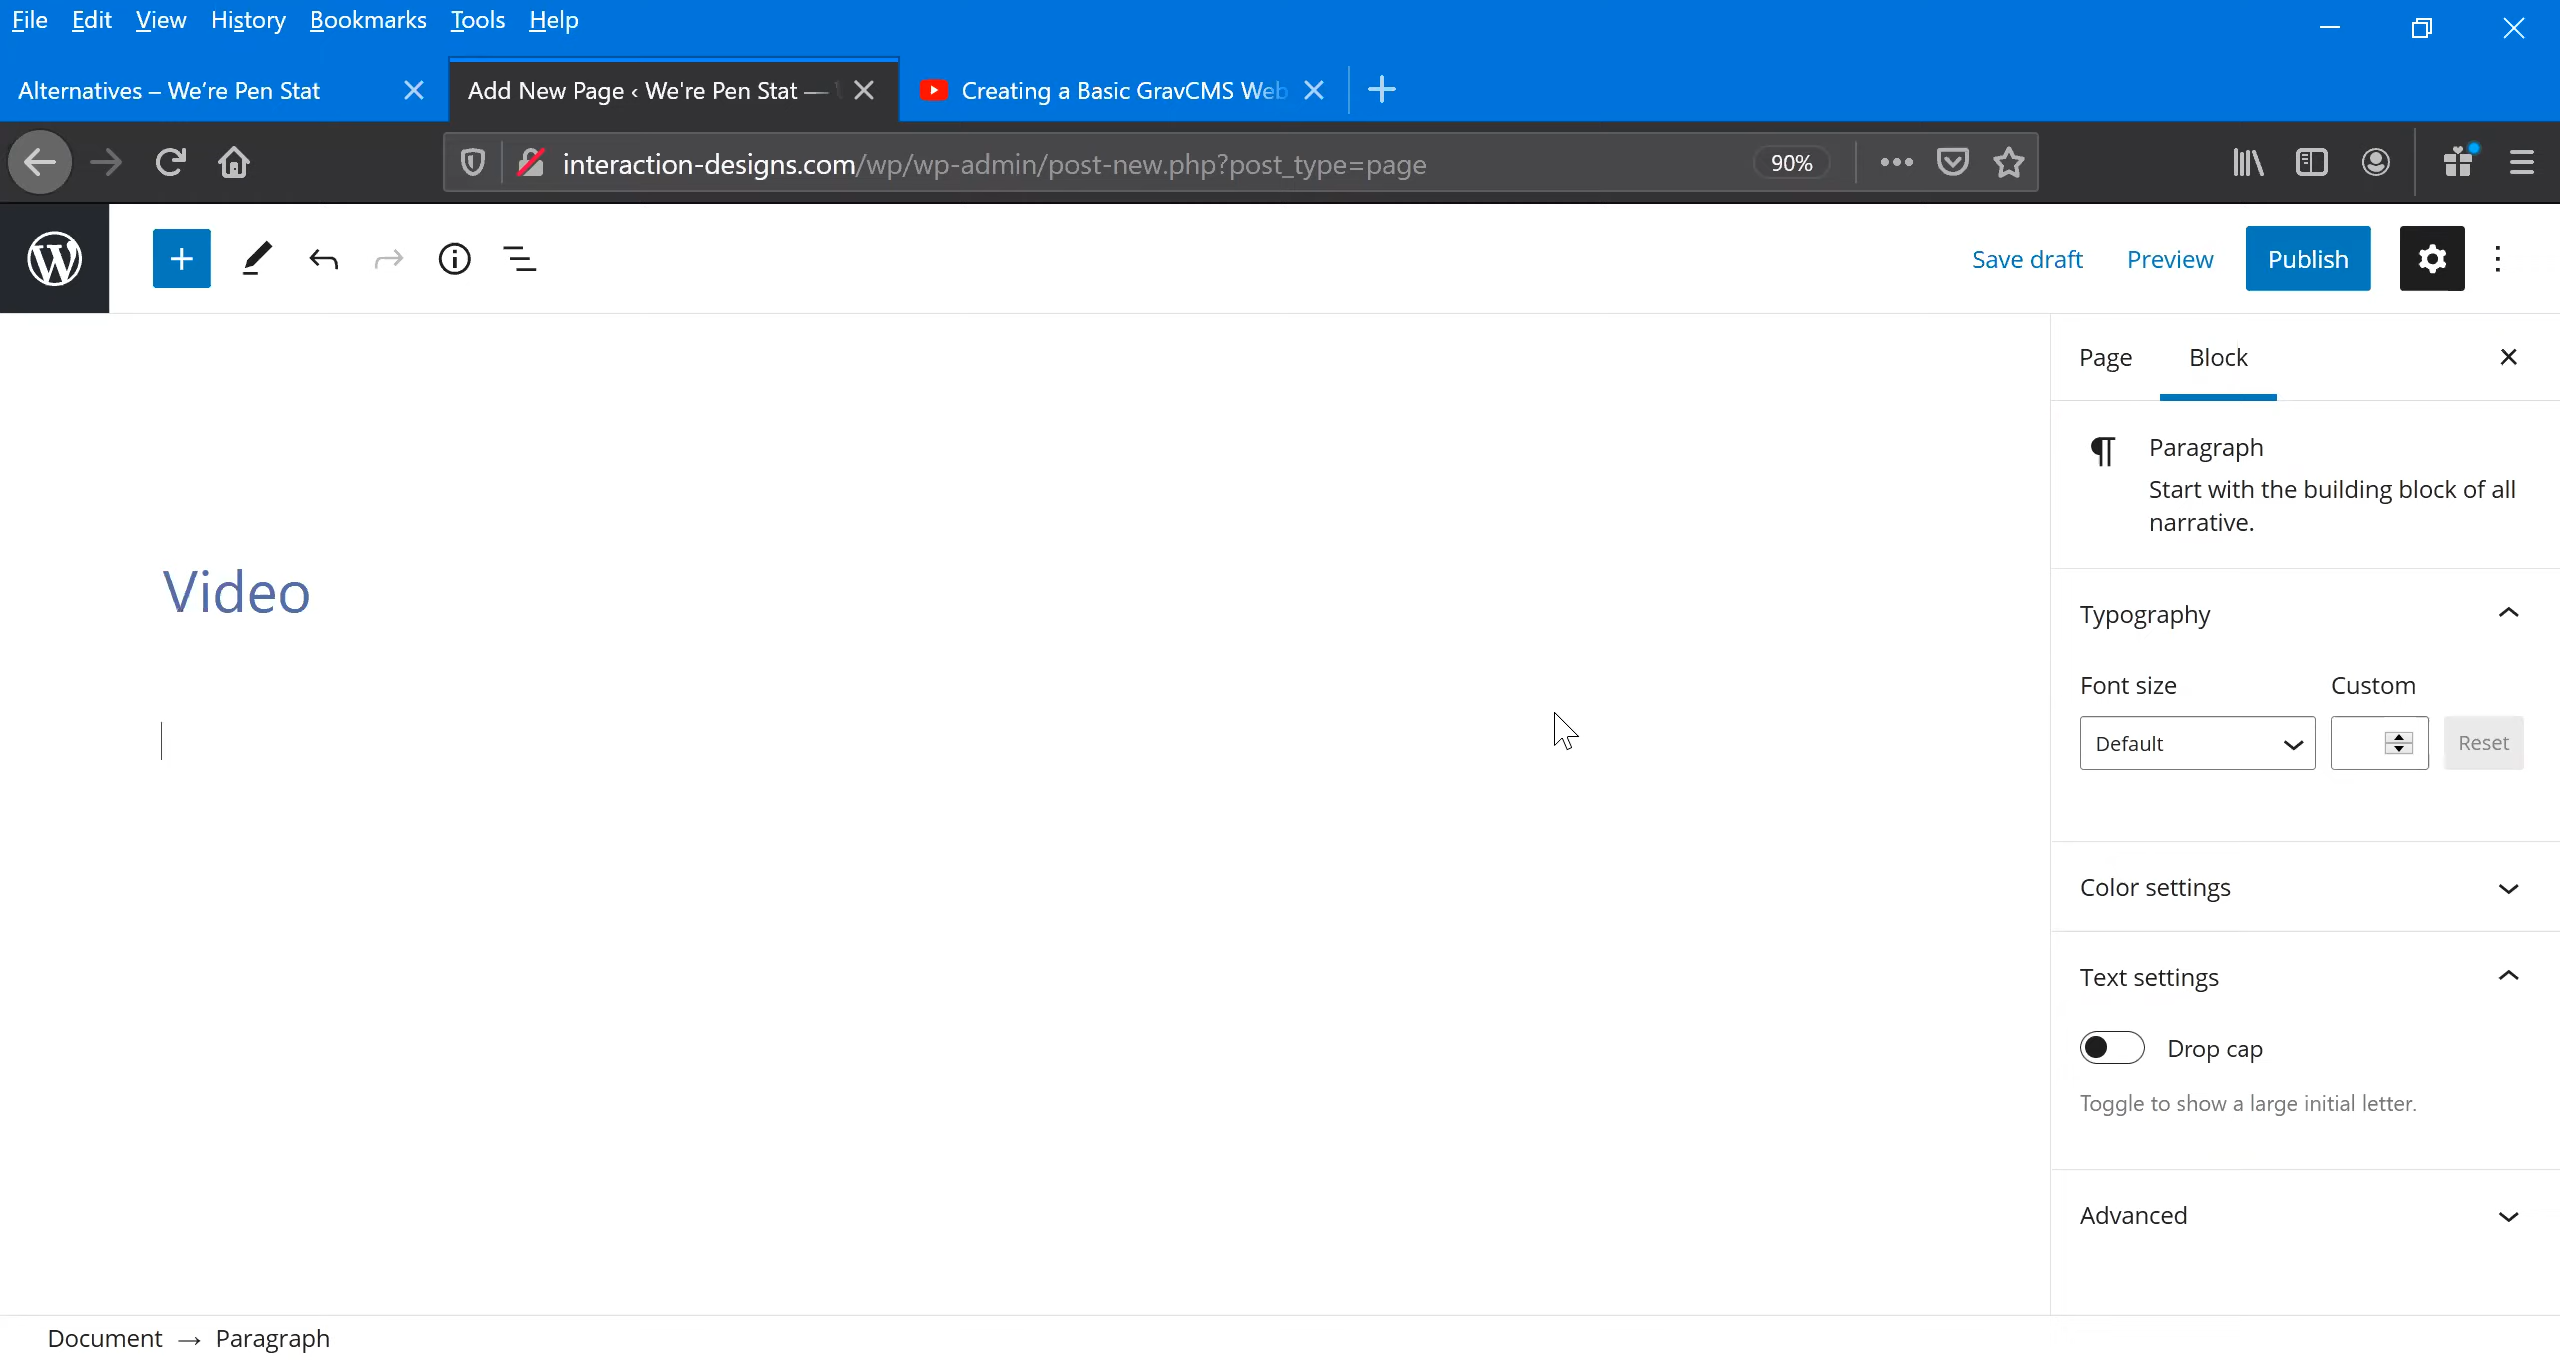 File Edit View History Bookmarks Tools Help
Alternatives – We're Pen Stat
Add New Page ‹ We're Pen Stat —
Creating a Basic GravCMS Web
interaction-designs.com/wp/wp-admin/post-new.php?post_type=page
90%
Save draft Preview Publish
Page Block
Paragraph
Start with the building block of all
narrative.
Video
Typography
Font size Custom
Default Reset
Color settings
Text settings
Drop cap
Toggle to show a large initial letter.
Advanced
Document → Paragraph